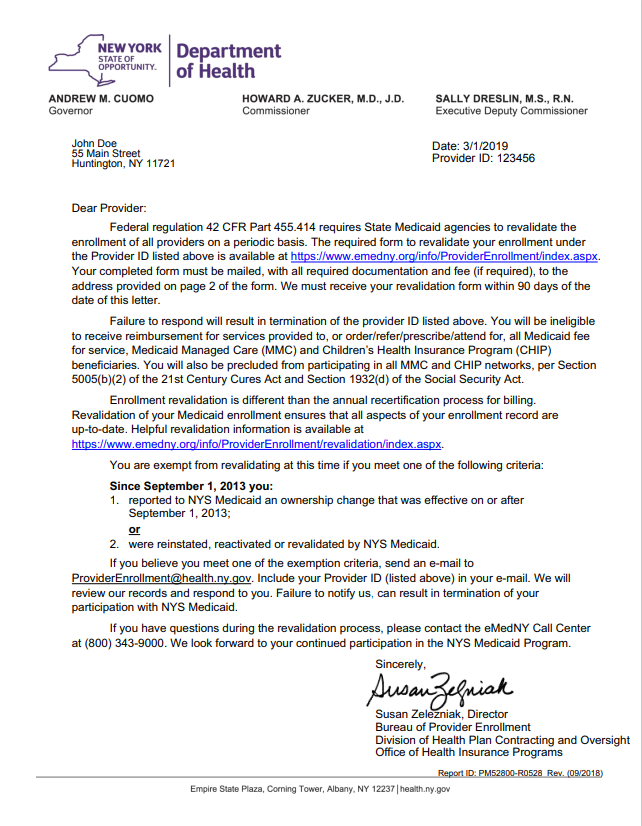 NEW YORK
STATE OF
OPPORTUNITY.
Department
of Health
ANDREW M. CUOMO
Governor
HOWARD A. ZUCKER, M.D., J.D.
Commissioner
SALLY DRESLIN, M.S., R.N.
Executive Deputy Commissioner
John Doe
55 Main Street
Huntington, NY 11721
Date: 3/1/2019
Provider ID: 123456
Dear Provider:
Federal regulation 42 CFR Part 455.414 requires State Medicaid agencies to revalidate the
enrollment of all providers on a periodic basis. The required form to revalidate your enrollment under
the Provider ID listed above is available at https://www.emedny.org/info/ProviderEnrollment/index.aspx.
Your completed form must be mailed, with all required documentation and fee (if required), to the
address provided on page 2 of the form. We must receive your revalidation form within 90 days of the
date of this letter.
Failure to respond will result in termination of the provider ID listed above. You will be ineligible
to receive reimbursement for services provided to, or order/refer/prescribe/attend for, all Medicaid fee
for service, Medicaid Managed Care (MMC) and Children's Health Insurance Program (CHIP)
beneficiaries. You will also be precluded from participating in all MMC and CHIP networks, per Section
5005(b)(2) of the 21st Century Cures Act and Section 1932(d) of the Social Security Act.
Enrollment revalidation is different than the annual recertification process for billing.
Revalidation of your Medicaid enrollment ensures that all aspects of your enrollment record are
up-to-date. Helpful revalidation information is available at
https://www.emedny.org/info/ProviderEnrollment/revalidation/index.aspx.
You are exempt from revalidating at this time if you meet one of the following criteria:
Since September 1, 2013 you:
1. reported to NYS Medicaid an ownership change that was effective on or after
September 1, 2013;
or
2. were reinstated, reactivated or revalidated by NYS Medicaid.
If you believe you meet one of the exemption criteria, send an e-mail to
ProviderEnrollment@health.ny.gov. Include your Provider ID (listed above) in your e-mail. We will
review our records and respond to you. Failure to notify us, can result in termination of your
participation with NYS Medicaid.
If you have questions during the revalidation process, please contact the eMedNY Call Center
at (800) 343-9000. We look forward to your continued participation in the NYS Medicaid Program.
Sincerely,
Susan Zelezniak
Susan Zelezniak, Director
Bureau of Provider Enrollment
Division of Health Plan Contracting and Oversight
Office of Health Insurance Programs
Report ID: PM52800-R0528 Rev. (09/2018)
Empire State Plaza, Corning Tower, Albany, NY 12237 | health.ny.gov